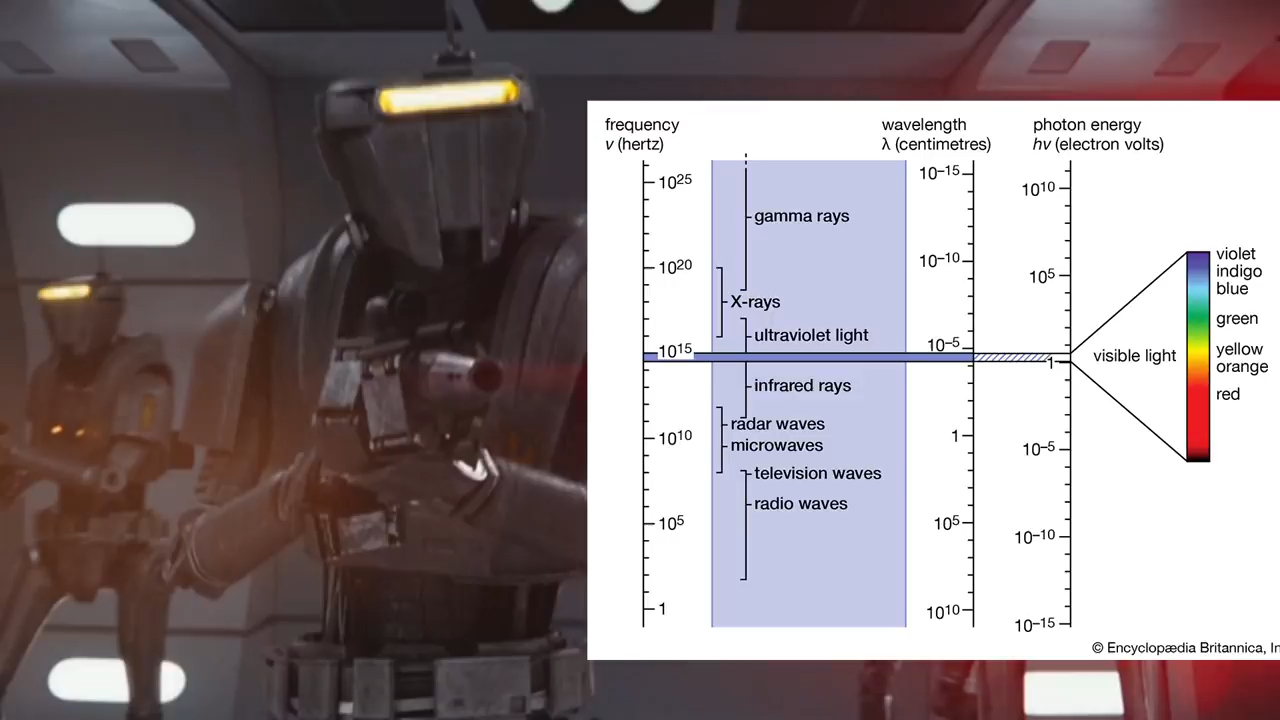 frequency
ν (hertz)
wavelength
λ (centimetres)
photon energy
hν (electron volts)
10²⁵
10²⁰
10¹⁵
10¹⁰
10⁵
1
gamma rays
X-rays
ultraviolet light
infrared rays
radar waves
microwaves
television waves
radio waves
10⁻¹⁵
10⁻¹⁰
10⁻⁵
1
10⁵
10¹⁰
10¹⁰
10⁵
1
10⁻⁵
10⁻¹⁰
10⁻¹⁵
visible light
violet
indigo
blue
green
yellow
orange
red
© Encyclopædia Britannica, In